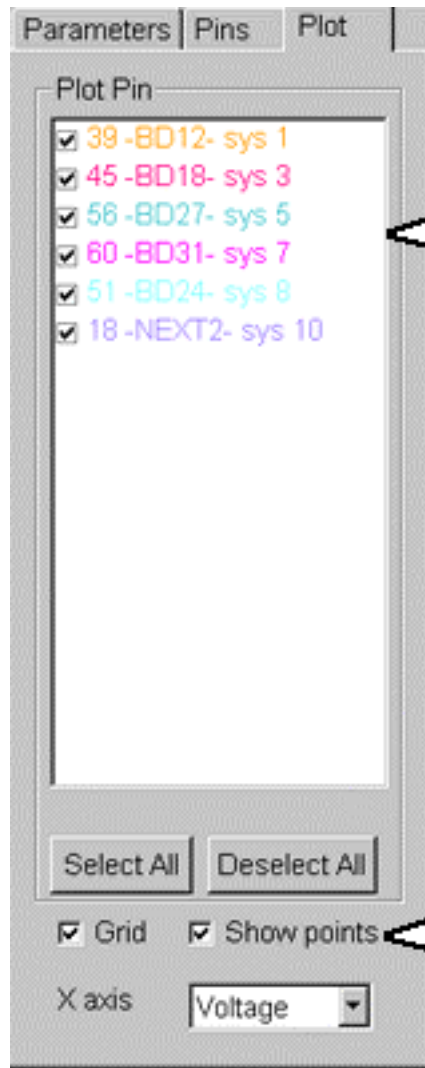 Parameters Pins Plot
Plot Pin
39 -BD12- sys 1
45 -BD18- sys 3
56 -BD27- sys 5
60 -BD31- sys 7
51 -BD24- sys 8
18 -NEXT2- sys 10
Select All Deselect All
Grid Show points
X axis Voltage